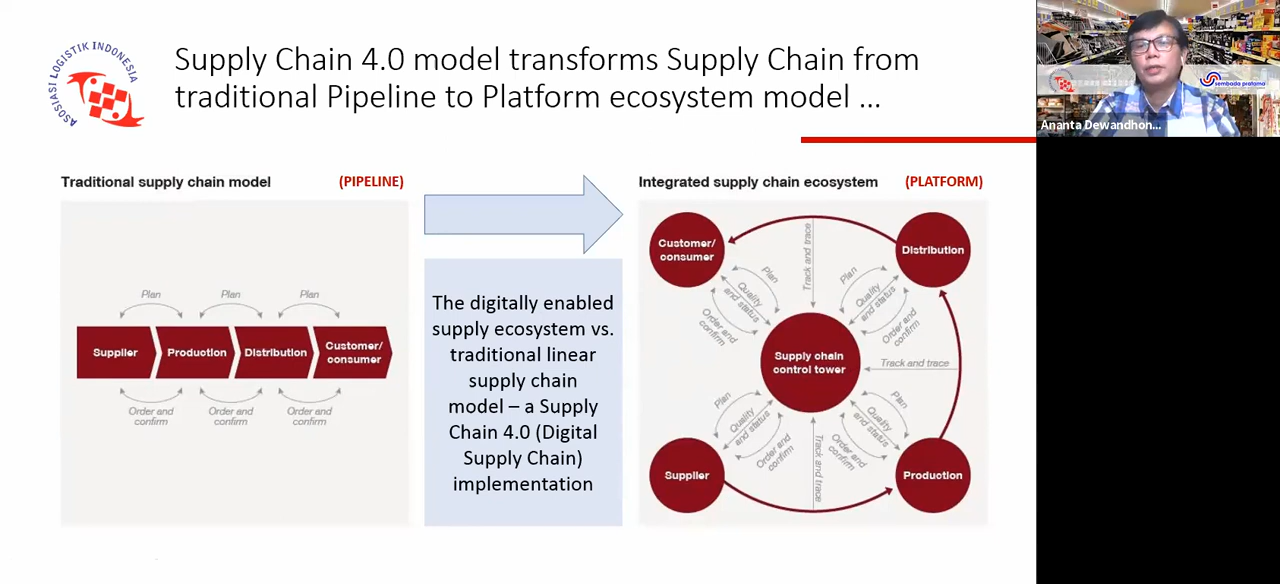 ASOSIASI LOGISTIK INDONESIA
Supply Chain 4.0 model transforms Supply Chain from
traditional Pipeline to Platform ecosystem model ...
sembada pratama
Ananta Dewandhon...
Traditional supply chain model
(PIPELINE)
Plan
Plan
Plan
Supplier
Production
Distribution
Customer/
consumer
Order and
confirm
Order and
confirm
Order and
confirm
The digitally enabled
supply ecosystem vs.
traditional linear
supply chain
model – a Supply
Chain 4.0 (Digital
Supply Chain)
implementation
Integrated supply chain ecosystem
(PLATFORM)
Customer/
consumer
Distribution
Track and trace
Plan
Quality
and status
Order and
confirm
Plan
Quality
and status
Order and
confirm
Supply chain
control tower
Track and trace
Plan
Quality
and status
Order and
confirm
Track and trace
Plan
Quality
and status
Order and
confirm
Supplier
Production